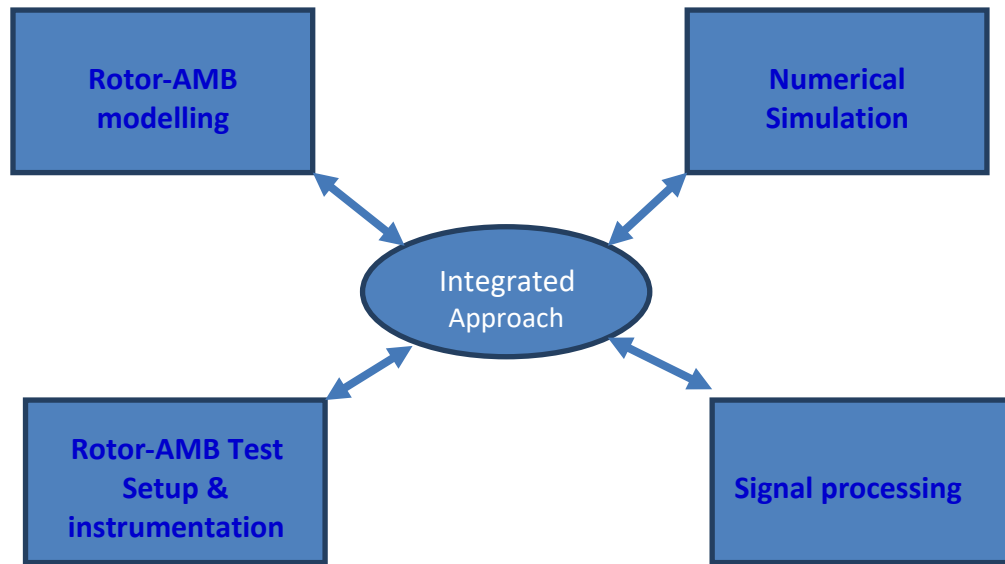 Rotor-AMB
modelling
Numerical
Simulation
Integrated
Approach
Rotor-AMB Test
Setup &
instrumentation
Signal processing